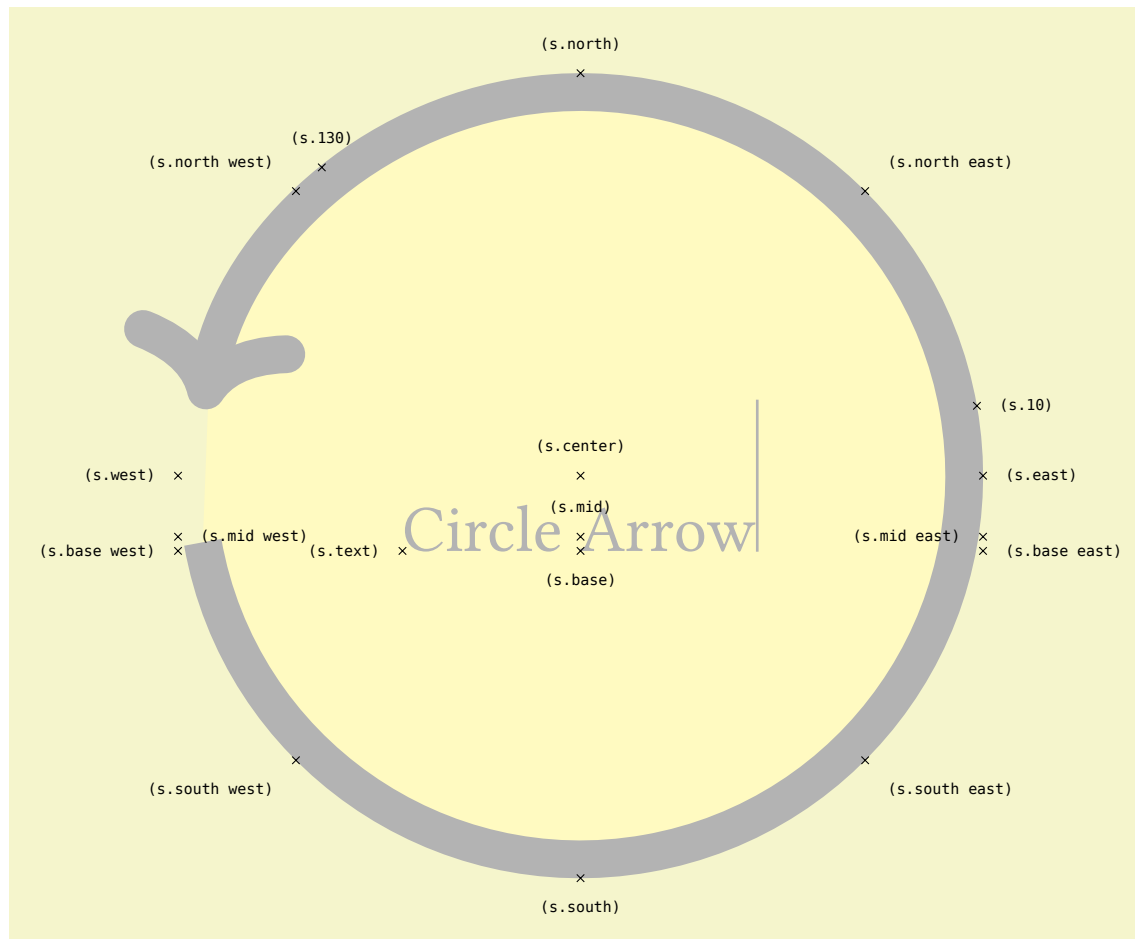 (s.north)
(s.130)
(s.north west)
(s.north east)
(s.10)
(s.center)
(s.west)
(s.east)
(s.mid)
Circle Arrow
(s.mid west)
(s.mid east)
(s.base west)
(s.text)
(s.base east)
(s.base)
(s.south west)
(s.south east)
(s.south)